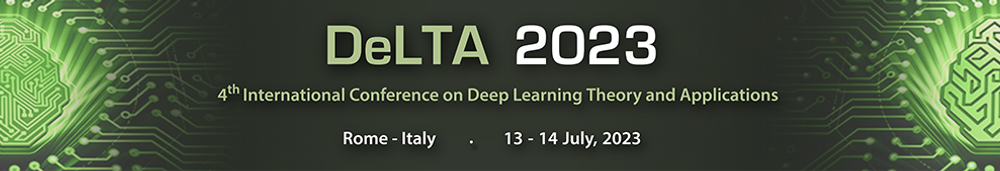 DeLTA 2023
4th International Conference on Deep Learning Theory and Applications
Rome - Italy . 13 - 14 July, 2023